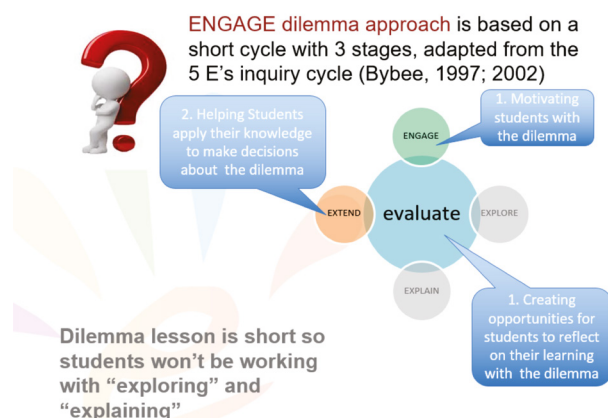 ENGAGE dilemma approach is based on a
short cycle with 3 stages, adapted from the
5 E's inquiry cycle (Bybee, 1997; 2002)
1. Motivating
students with
the dilemma
2. Helping Students
apply their knowledge
to make decisions
about the dilemma
ENGAGE
EXTEND
evaluate
EXPLORE
EXPLAIN
1. Creating
opportunities for
students to reflect
on their learning
with the dilemma
Dilemma lesson is short so
students won't be working
with “exploring” and
“explaining”